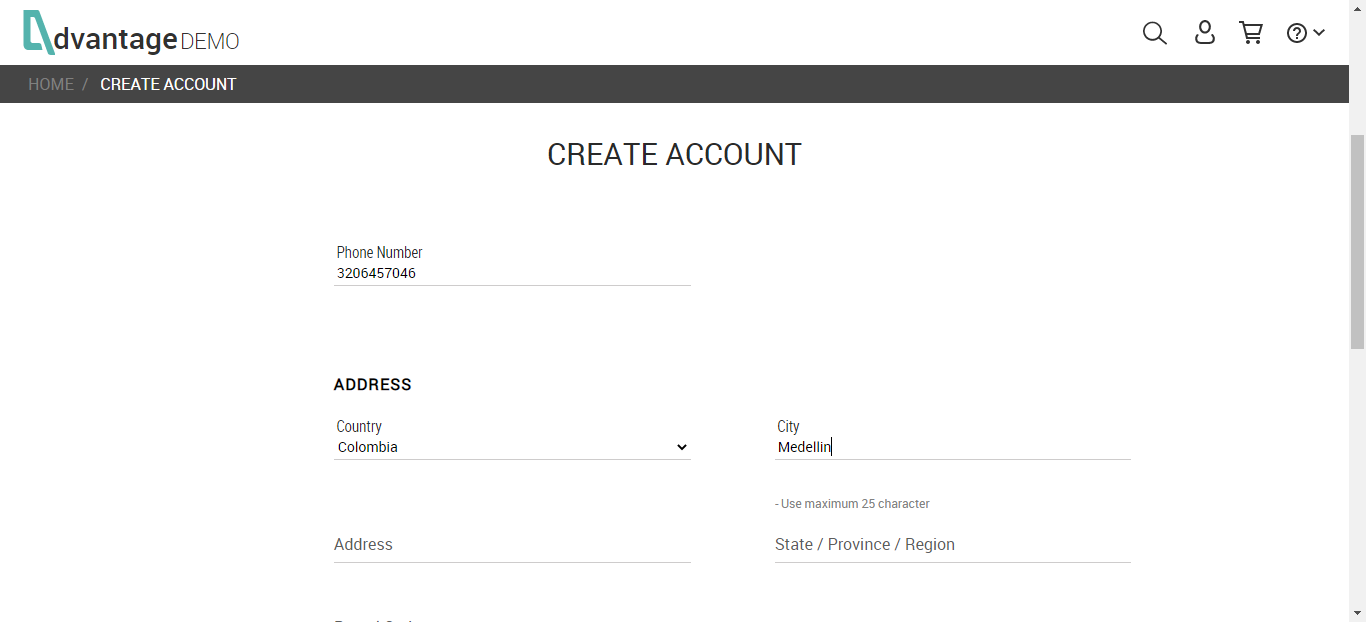 dvantage DEMO
HOME / CREATE ACCOUNT
CREATE ACCOUNT
Phone Number
3206457046
ADDRESS
Country
City
Colombia
Medellin
- Use maximum 25 character
Address
State / Province / Region